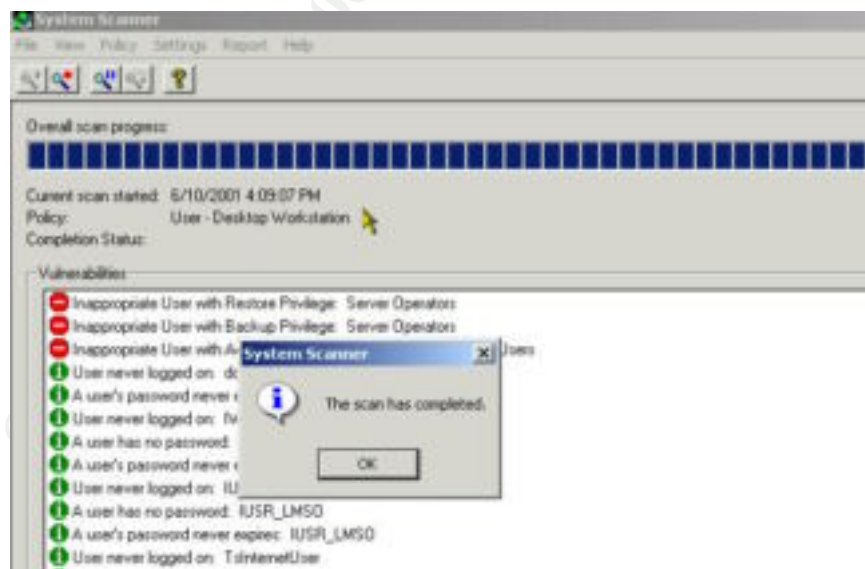 System Scanner
File View Policy Settings Report Help
Overall scan progress:
Current scan started: 6/10/2001 4:09:07 PM
Policy: User - Desktop Workstation
Completion Status:
Vulnerabilities
Inappropriate User with Restore Privilege: Server Operators
Inappropriate User with Backup Privilege: Server Operators
Inappropriate User with Users
User never logged on:
A user's password never
User never logged on:
A user has no password:
A user's password never
User never logged on:
A user has no password: IUSR_LMSO
A user's password never expires: IUSR_LMSO
User never logged on: TsInternetUser
System Scanner
The scan has completed.
OK